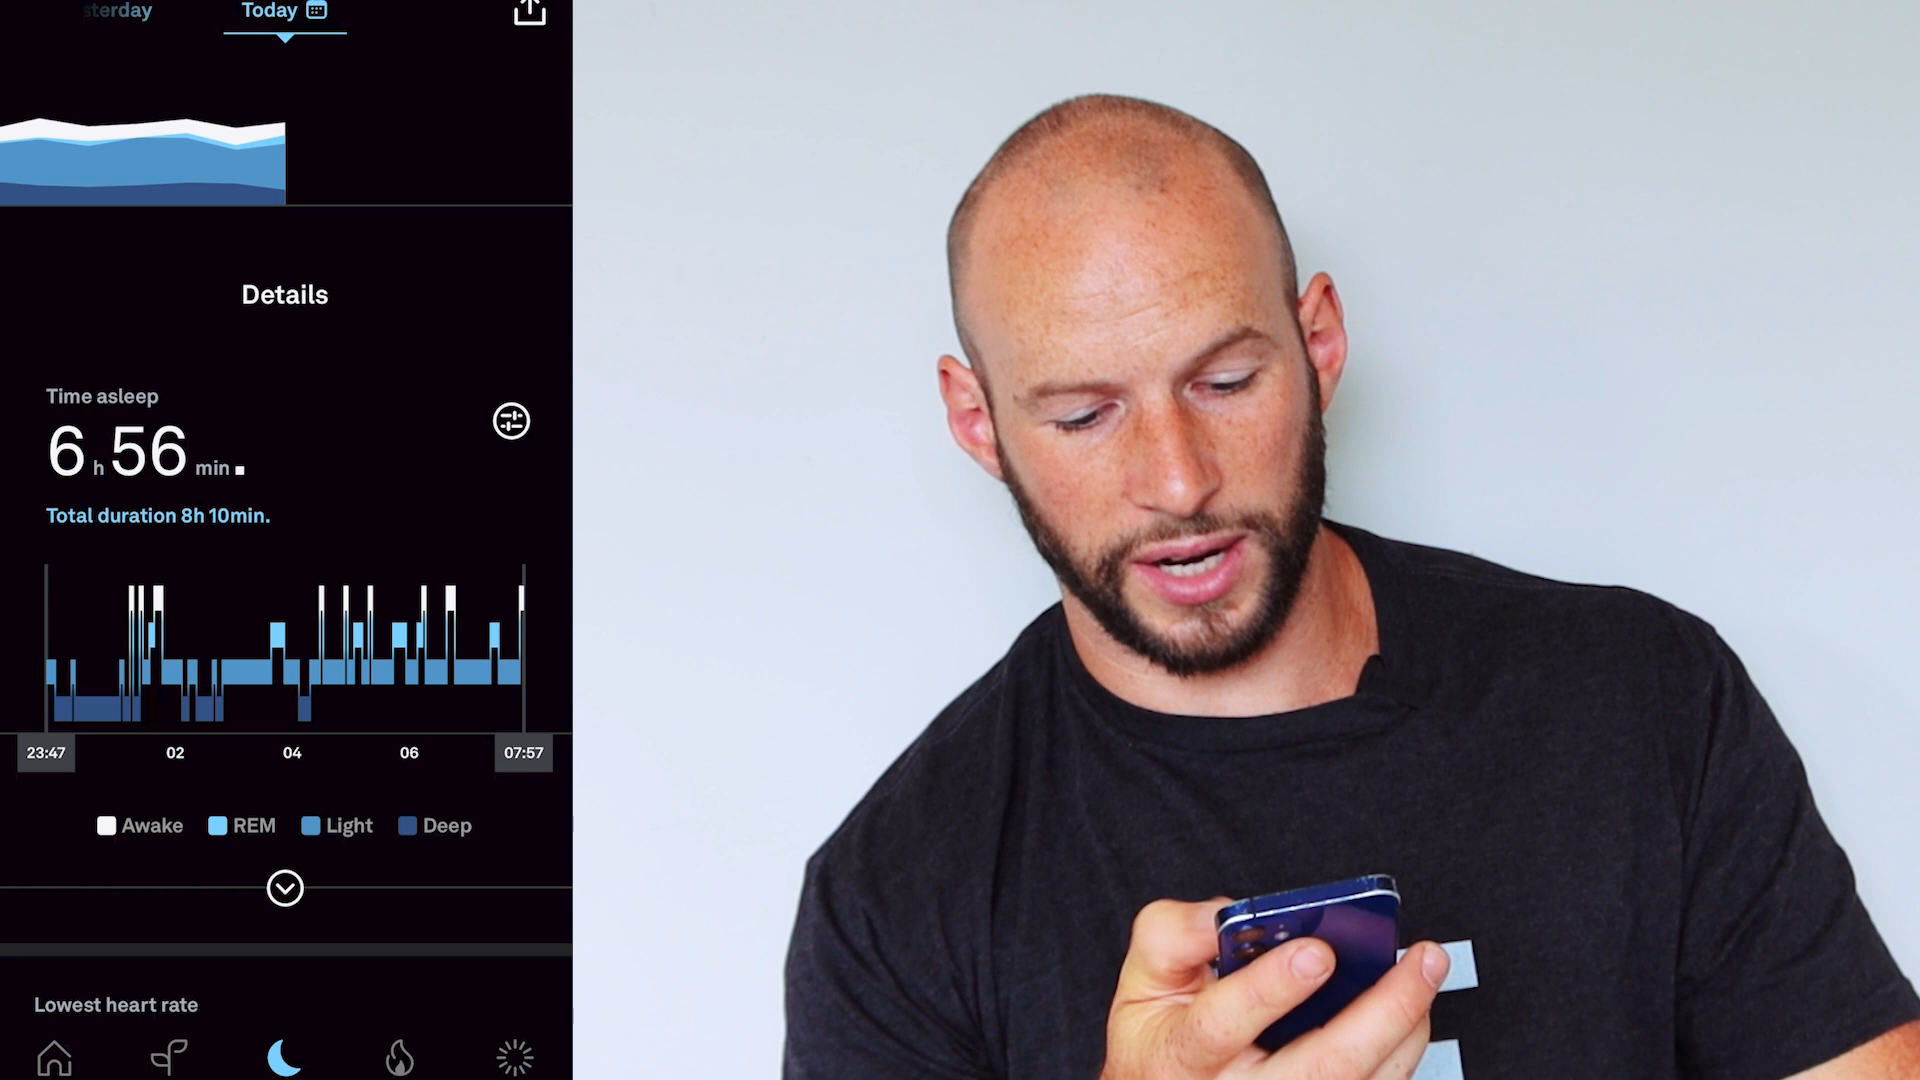 sterday Today
Details
Time asleep
6 h 56 min
Total duration 8h 10min.
23:47 02 04 06 07:57
Awake REM Light Deep
Lowest heart rate